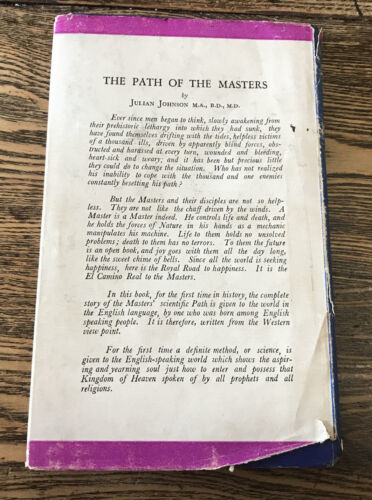 THE PATH OF THE MASTERS
by
JULIAN JOHNSON M.A., B.D., M.D.
Ever since men began to think, slowly awakening from
their prehistoric lethargy into which they had sunk, they
have found themselves drifting with the tides, helpless victims
of a thousand ills, driven by apparently blind forces, obs-
tructed and hardised at every turn, wounded and bleeding,
heart-sick and weary; and it has been but precious little
they could do to change the situation. Who has not realized
his inability to cope with the thousand and one enemies
constantly besetting his path?
But the Masters and their disciples are not so help-
less. They are not like the chaff driven by the winds. A
Master is a Master indeed. He controls life and death, and
he holds the forces of Nature in his hands as a mechanic
manipulates his machine. Life to them holds no unsolved
problems; death to them has no terrors. To them the future
is an open book, and joy goes with them all the day long,
like the sweet chime of bells. Since all the world is seeking
happiness, here is the Royal Road to happiness. It is the
El Camino Real to the Masters.
In this book, for the first time in history, the complete
story of the Masters' scientific Path is given to the world in
the English language, by one who was born among English
speaking people. It is therefore, written from the Western
view point.
For the first time a definite method, or science, is
given to the English-speaking world which shows the aspir-
ing and yearning soul just how to enter and possess that
Kingdom of Heaven spoken of by all prophets and all
religions.